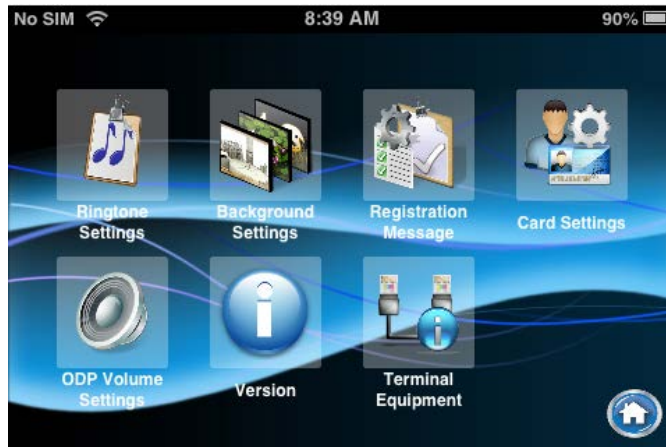 No SIM 8:39 AM 90%
Ringtone
Settings
Background
Settings
Registration
Message
Card Settings
ODP Volume
Settings
Version
Terminal
Equipment